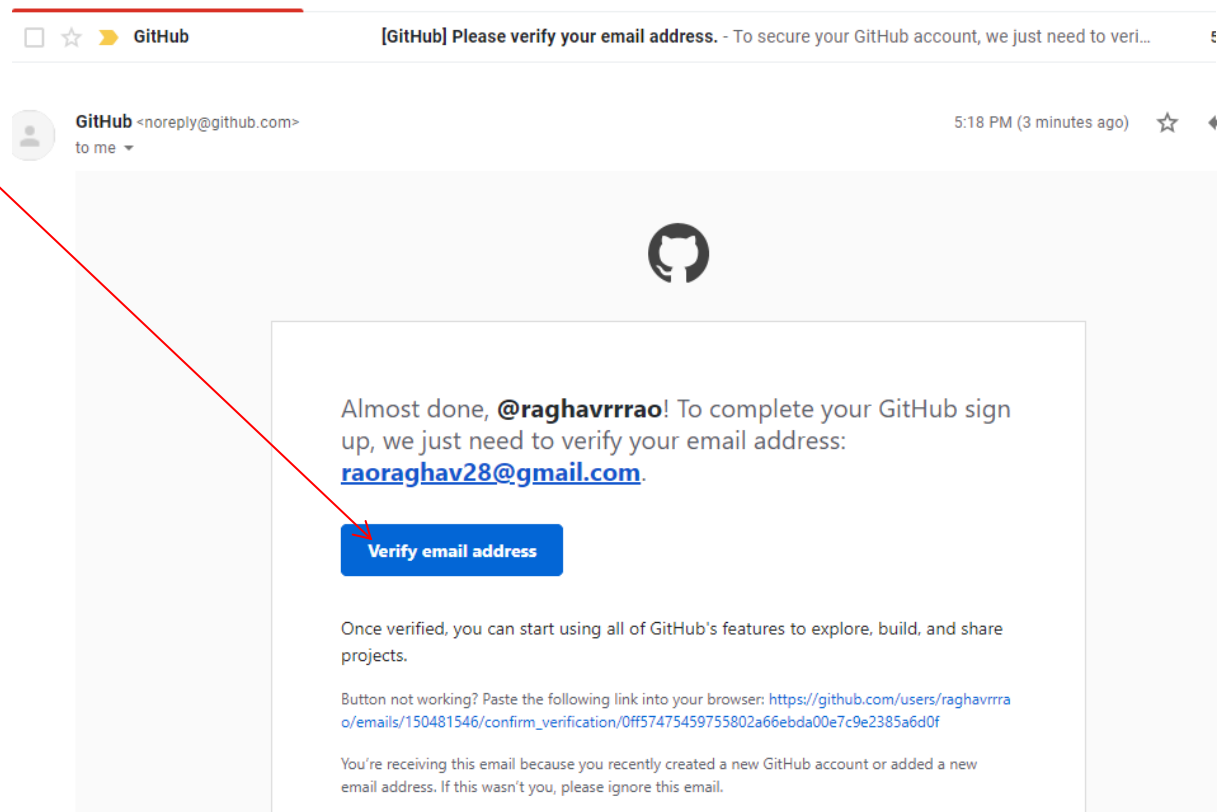 GitHub [GitHub] Please verify your email address. - To secure your GitHub account, we just need to veri...
GitHub <noreply@github.com> 5:18 PM (3 minutes ago)
to me
Almost done, @raghavrrrao! To complete your GitHub sign
up, we just need to verify your email address:
raoraghav28@gmail.com.
Verify email address
Once verified, you can start using all of GitHub's features to explore, build, and share
projects.
Button not working? Paste the following link into your browser: https://github.com/users/raghavrrra
o/emails/150481546/confirm_verification/0ff57475459755802a66ebda00e7c9e2385a6d0f
You're receiving this email because you recently created a new GitHub account or added a new
email address. If this wasn't you, please ignore this email.